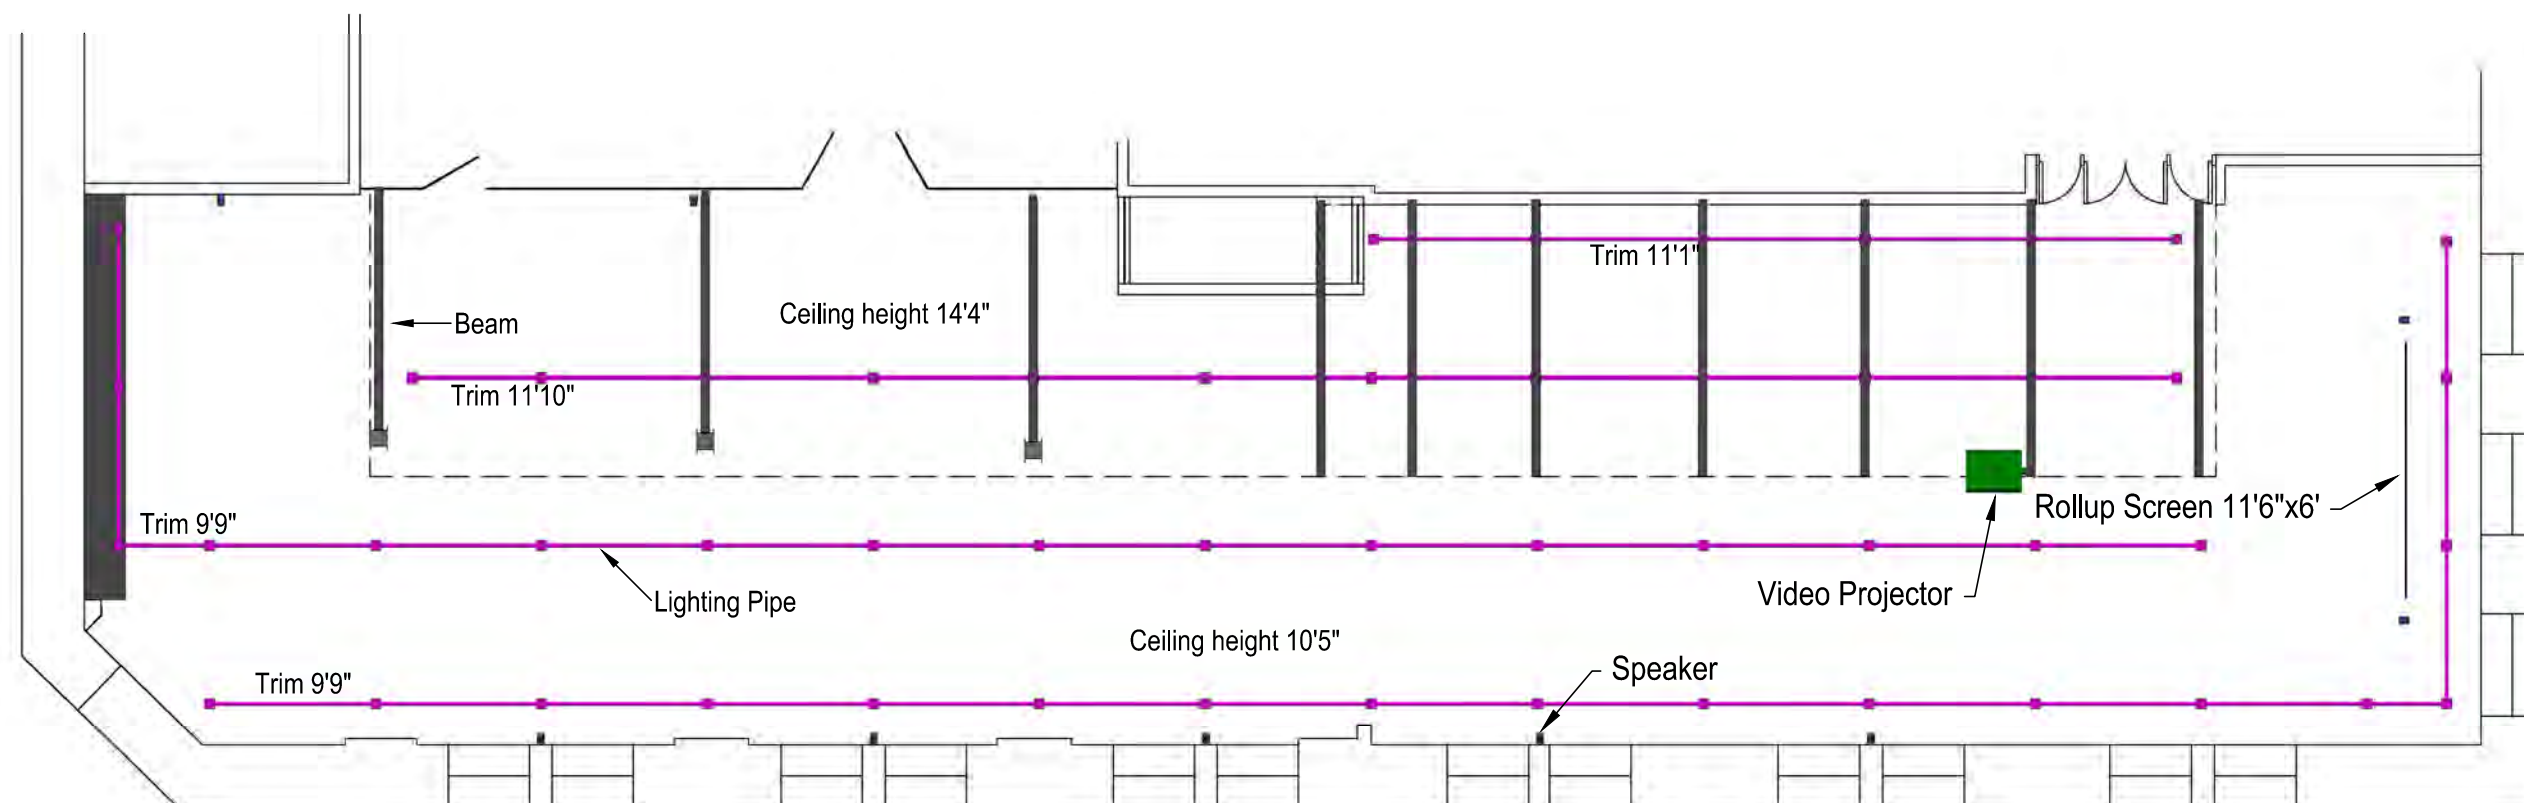 Trim 11'1"
Ceiling height 14'4"
Beam
Trim 11'10"
Rollup Screen 11'6"x6'
Trim 9'9"
Video Projector
Lighting Pipe
Ceiling height 10'5"
Speaker
Trim 9'9"